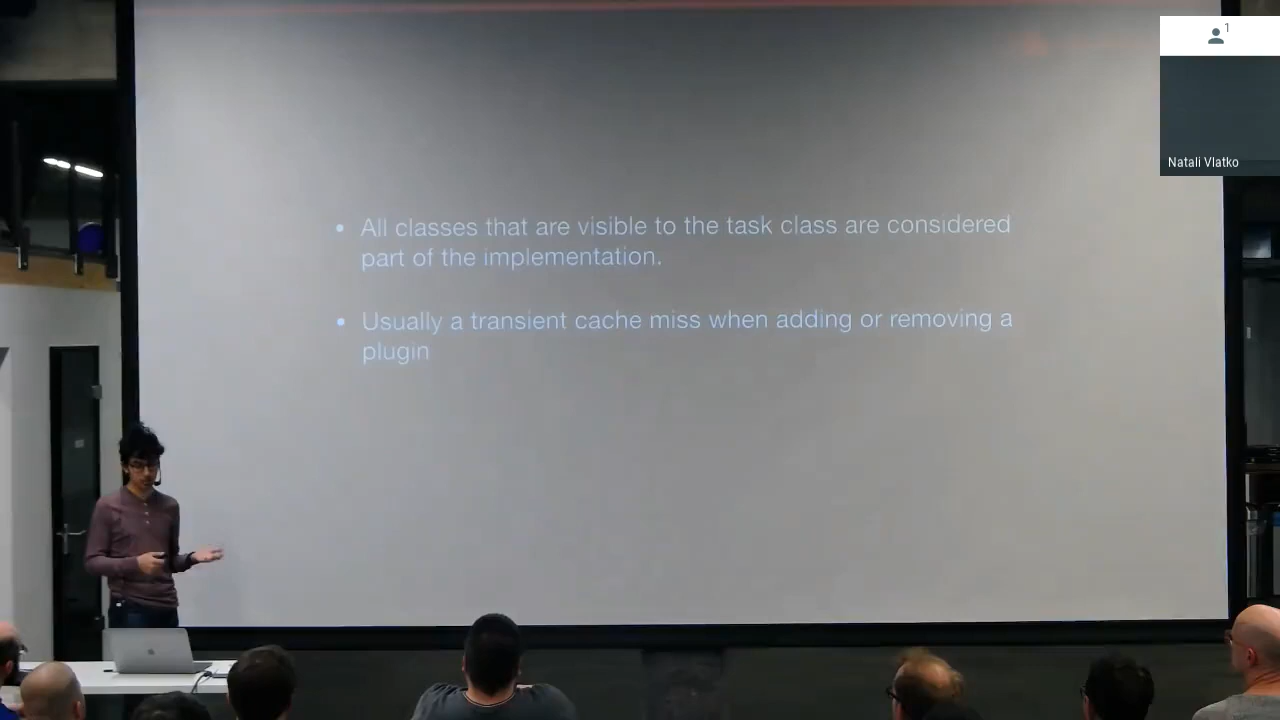 1
Natali Vlatko
• All classes that are visible to the task class are considered
part of the implementation.
• Usually a transient cache miss when adding or removing a
plugin